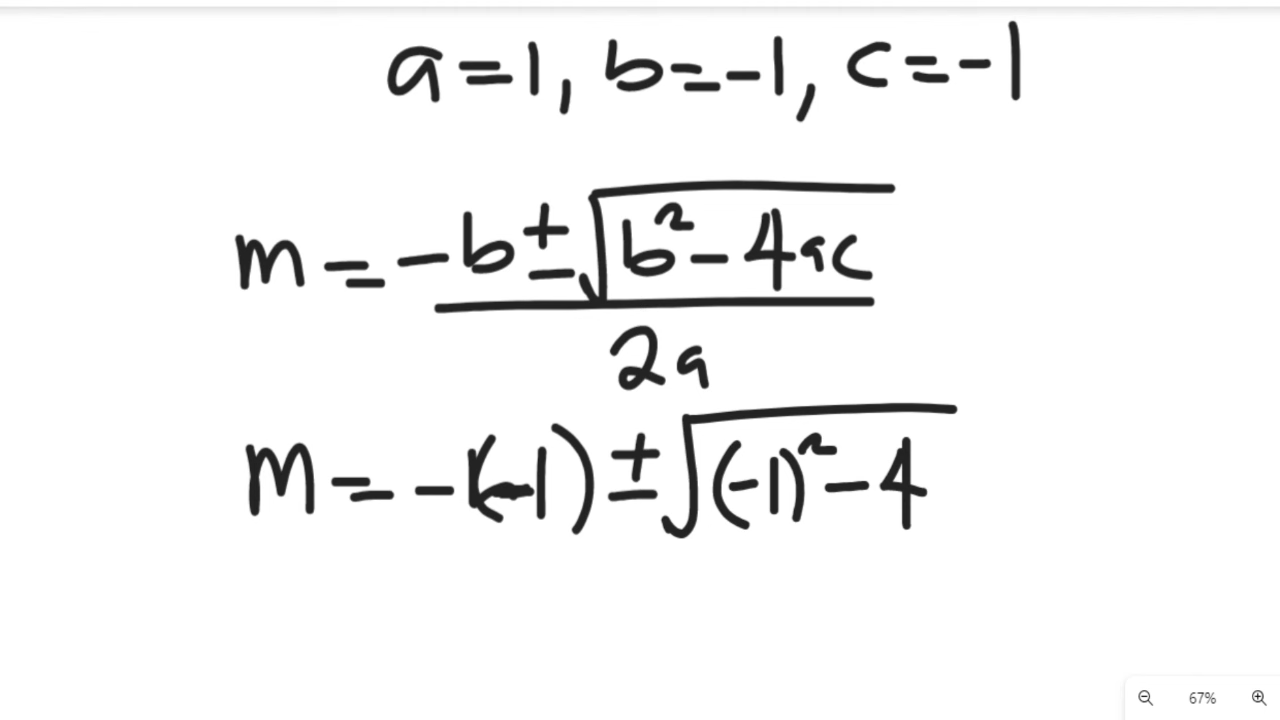 a=1, b=-1, c=-1
m = -b±√b²-4ac
2a
m = -(-1)±√(-1)²-4
67%